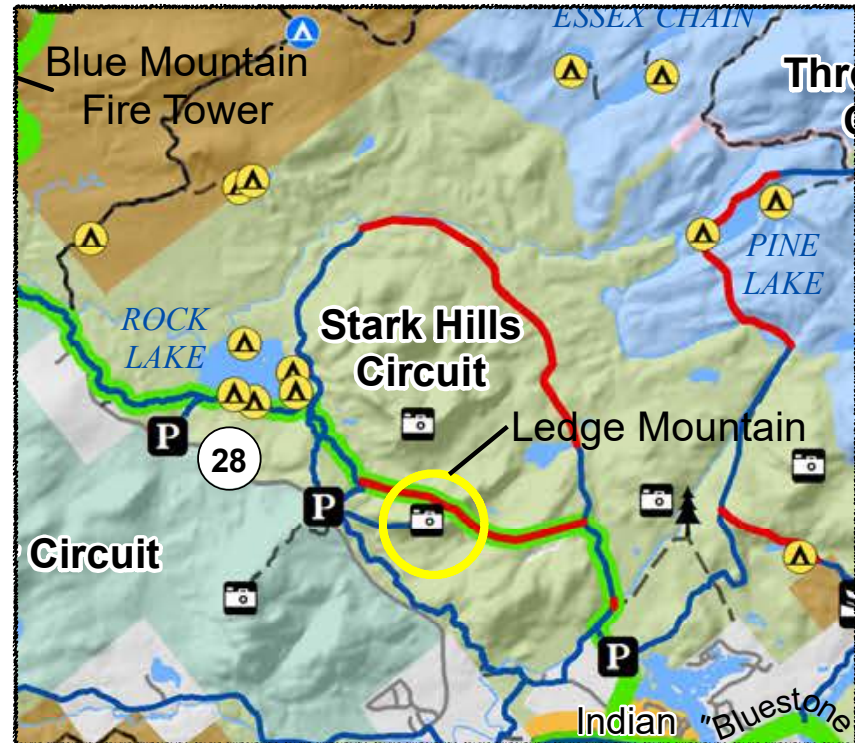 ESSEX CHAIN
Blue Mountain
Fire Tower
ROCK
LAKE
Stark Hills
Circuit
PINE
LAKE
Ledge Mountain
P
28
P
Circuit
P
Indian
"Bluestone